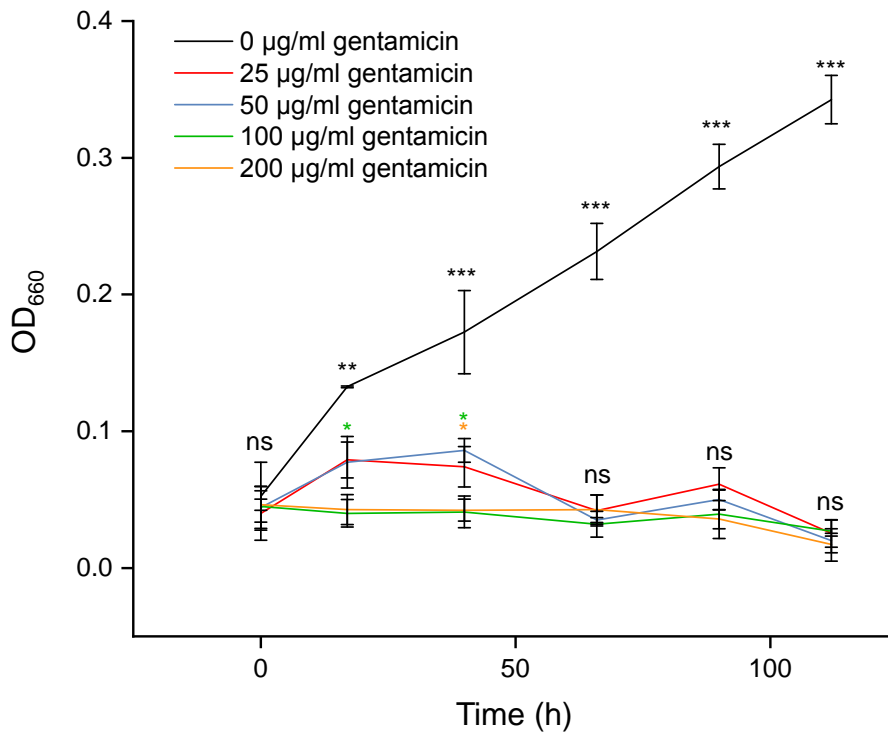 0 µg/ml gentamicin
25 µg/ml gentamicin
50 µg/ml gentamicin
100 µg/ml gentamicin
200 µg/ml gentamicin
0.4
0.3
0.2
0.1
0.0
OD660
ns
**
*
***
*
*
***
ns
***
ns
***
ns
0
50
100
Time (h)